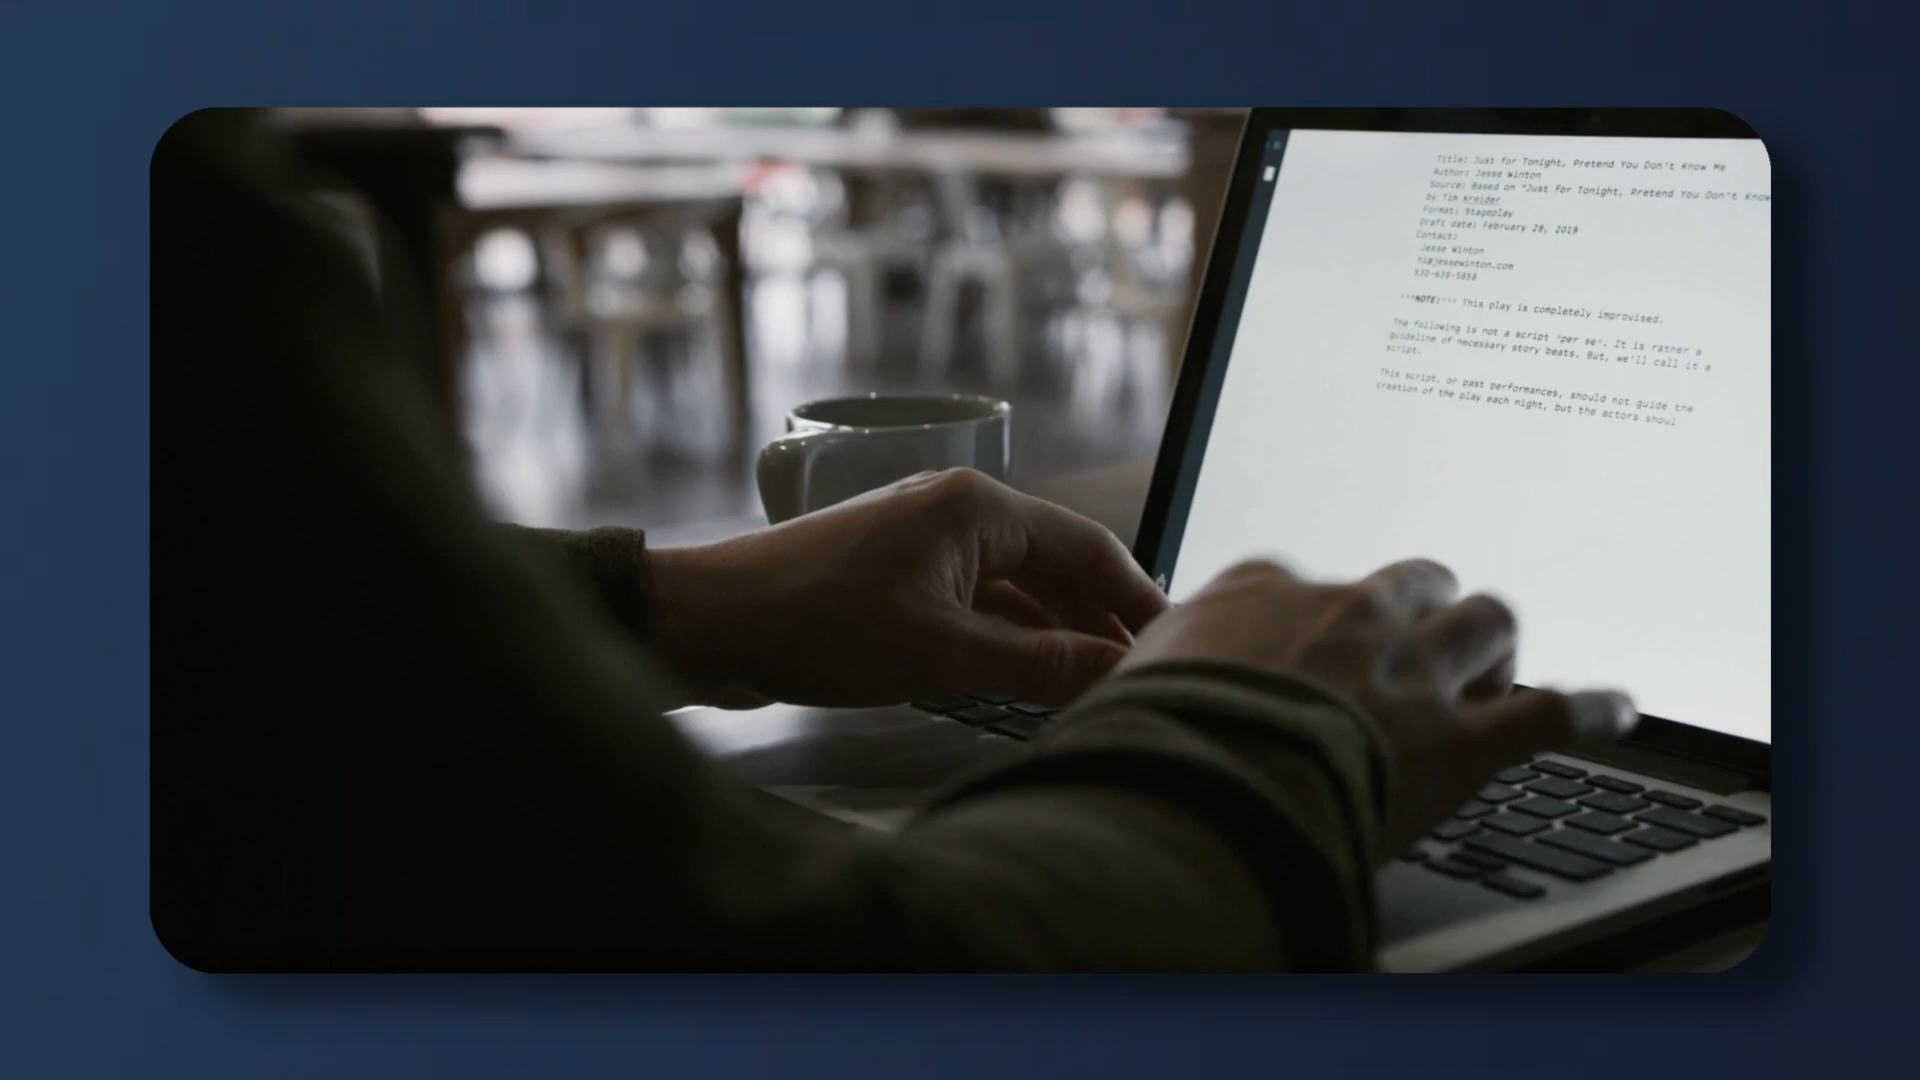 Title: Just for Tonight, Pretend You Don't Know Me
Author: Jesse Winton
Source: Based on "Just for Tonight, Pretend You Don't Know
by Tim Kreider
Format: Stageplay
Draft date: February 28, 2019
Contact:
Jesse Winton
hi@jessewinton.com
530-639-5858
***NOTE:*** This play is completely improvised.
The following is not a script *per se*. It is rather a
guideline of necessary story beats. But, we'll call it a
script.
This script, or past performances, should not guide the
creation of the play each night, but the actors shoul